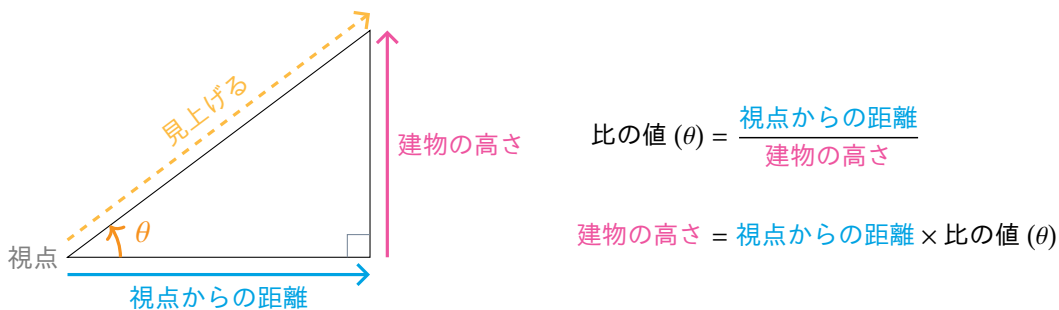 見上げる
建物の高さ
θ
視点
視点からの距離
比の値 (θ) = 視点からの距離 / 建物の高さ
建物の高さ = 視点からの距離 × 比の値 (θ)